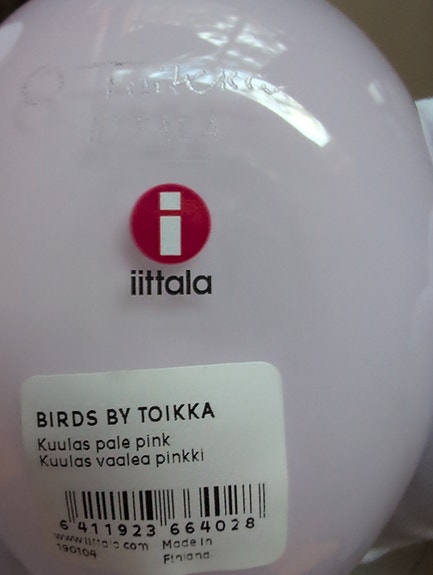 O. Toikka
IITTALA
i
iittala
BIRDS BY TOIKKA
Kuulas pale pink
Kuulas vaalea pinkki
6 411923 664028
www.iittala.com Made in
190104 Finland